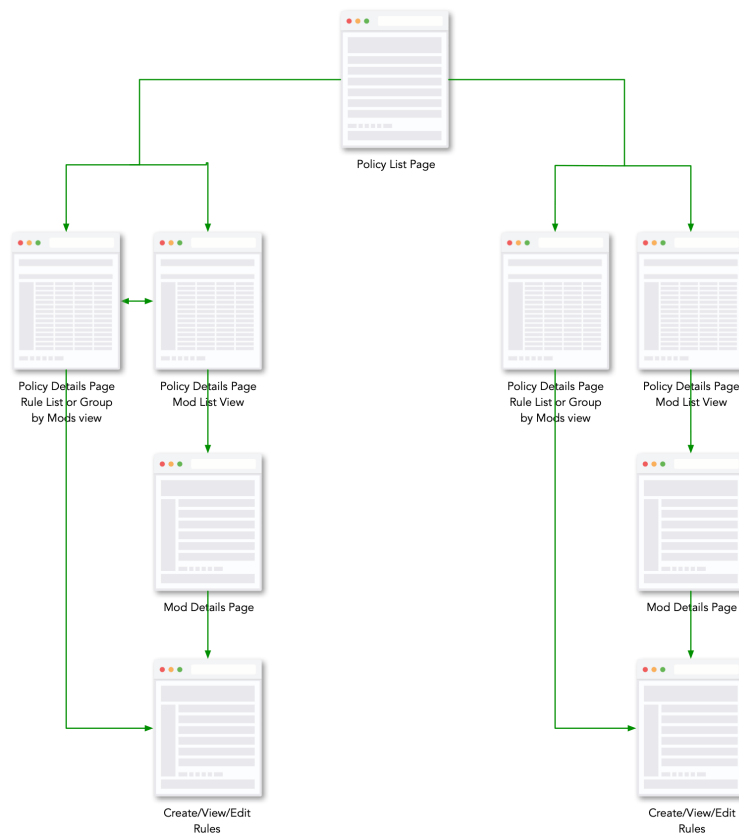 Policy List Page
Policy Details Page
Rule List or Group
by Mods view
Policy Details Page
Mod List View
Policy Details Page
Rule List or Group
by Mods view
Policy Details Page
Mod List View
Mod Details Page
Mod Details Page
Create/View/Edit
Rules
Create/View/Edit
Rules